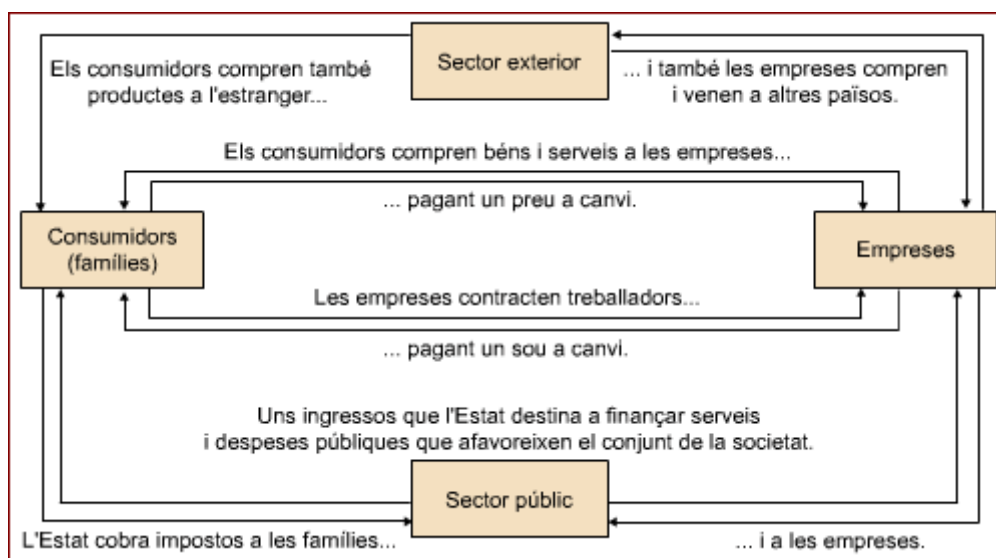 Sector exterior
Els consumidors compren també
productes a l'estranger...
... i també les empreses compren
i venen a altres països.
Els consumidors compren béns i serveis a les empreses...
... pagant un preu a canvi.
Consumidors
(famílies)
Empreses
Les empreses contracten treballadors...
... pagant un sou a canvi.
Uns ingressos que l'Estat destina a finançar serveis
i despeses públiques que afavoreixen el conjunt de la societat.
Sector públic
L'Estat cobra impostos a les famílies...
... i a les empreses.